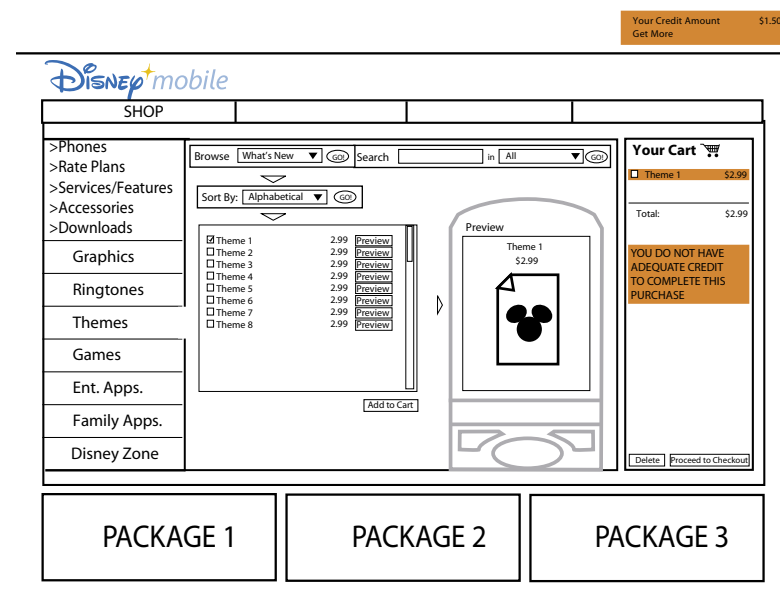 Your Credit Amount $1.50
Get More
Disney mobile
SHOP
>Phones
>Rate Plans
>Services/Features
>Accessories
>Downloads
Graphics
Ringtones
Themes
Games
Ent. Apps.
Family Apps.
Disney Zone
Browse What's New GO! Search in All GO!
Sort By: Alphabetical GO!
Theme 1 2.99 Preview
Theme 2 2.99 Preview
Theme 3 2.99 Preview
Theme 4 2.99 Preview
Theme 5 2.99 Preview
Theme 6 2.99 Preview
Theme 7 2.99 Preview
Theme 8 2.99 Preview
Add to Cart
Preview
Theme 1
$2.99
Your Cart
Theme 1 $2.99
Total: $2.99
YOU DO NOT HAVE
ADEQUATE CREDIT
TO COMPLETE THIS
PURCHASE
Delete Proceed to Checkout
PACKAGE 1 PACKAGE 2 PACKAGE 3